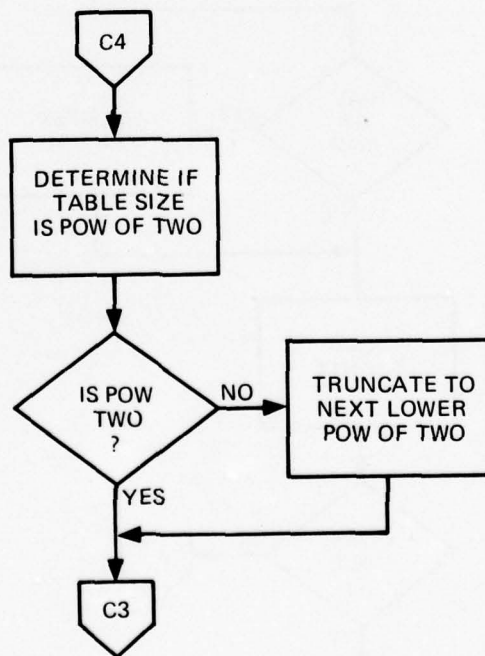 C4
DETERMINE IF
TABLE SIZE
IS POW OF TWO
IS POW
TWO
?
NO
TRUNCATE TO
NEXT LOWER
POW OF TWO
YES
C3